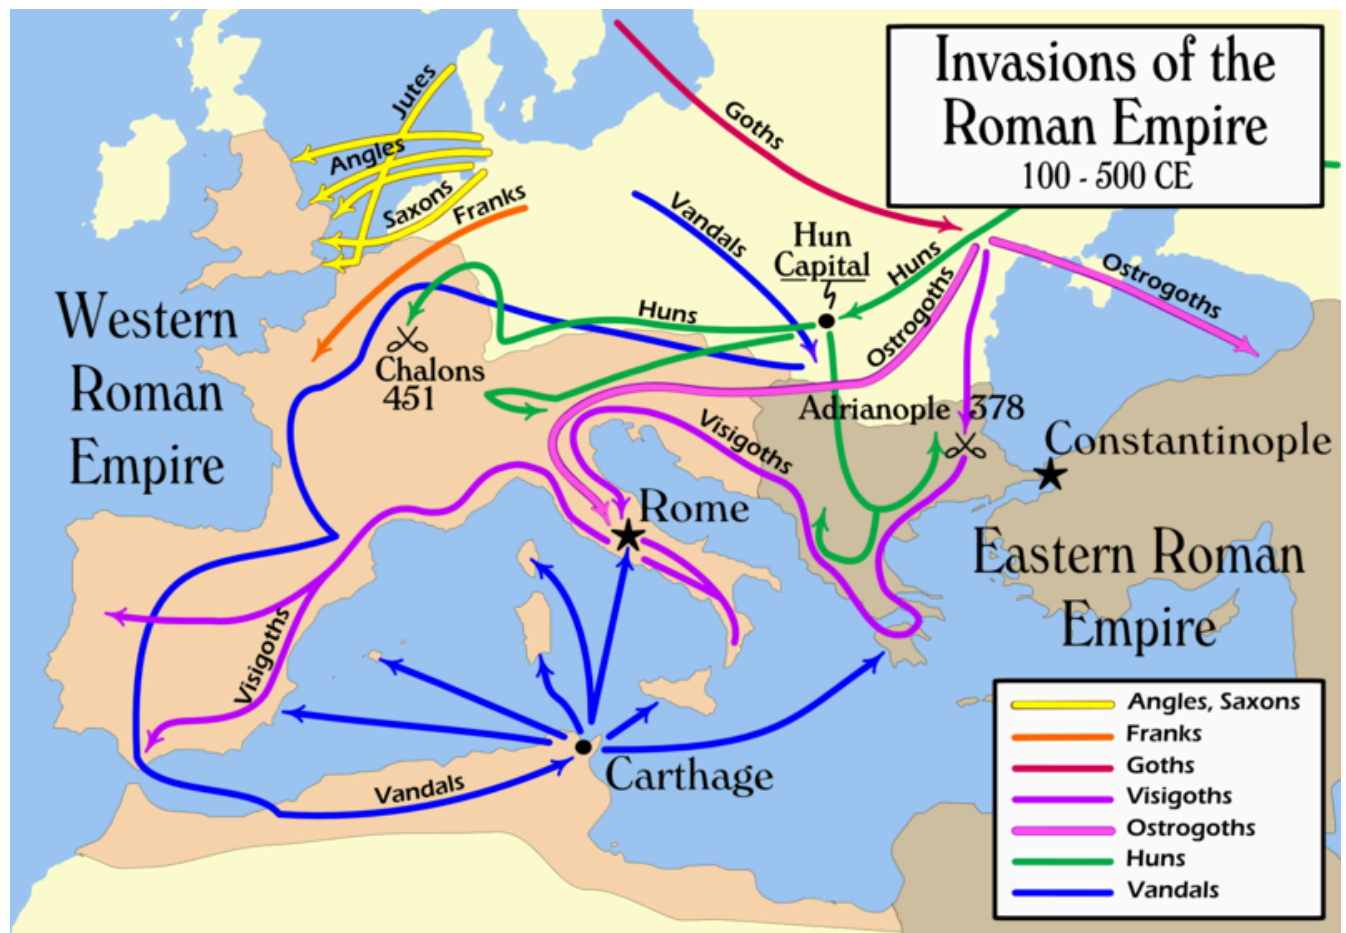 Invasions of the
Roman Empire
100 - 500 CE
Jutes
Angles
Saxons
Franks
Goths
Vandals
Hun
Capital
Huns
Ostrogoths
Ostrogoths
Huns
Western
Roman
Empire
Chalons
451
Adrianople 378
Visigoths
Constantinople
Rome
Eastern Roman
Empire
Visigoths
Vandals
Carthage
Angles, Saxons
Franks
Goths
Visigoths
Ostrogoths
Huns
Vandals